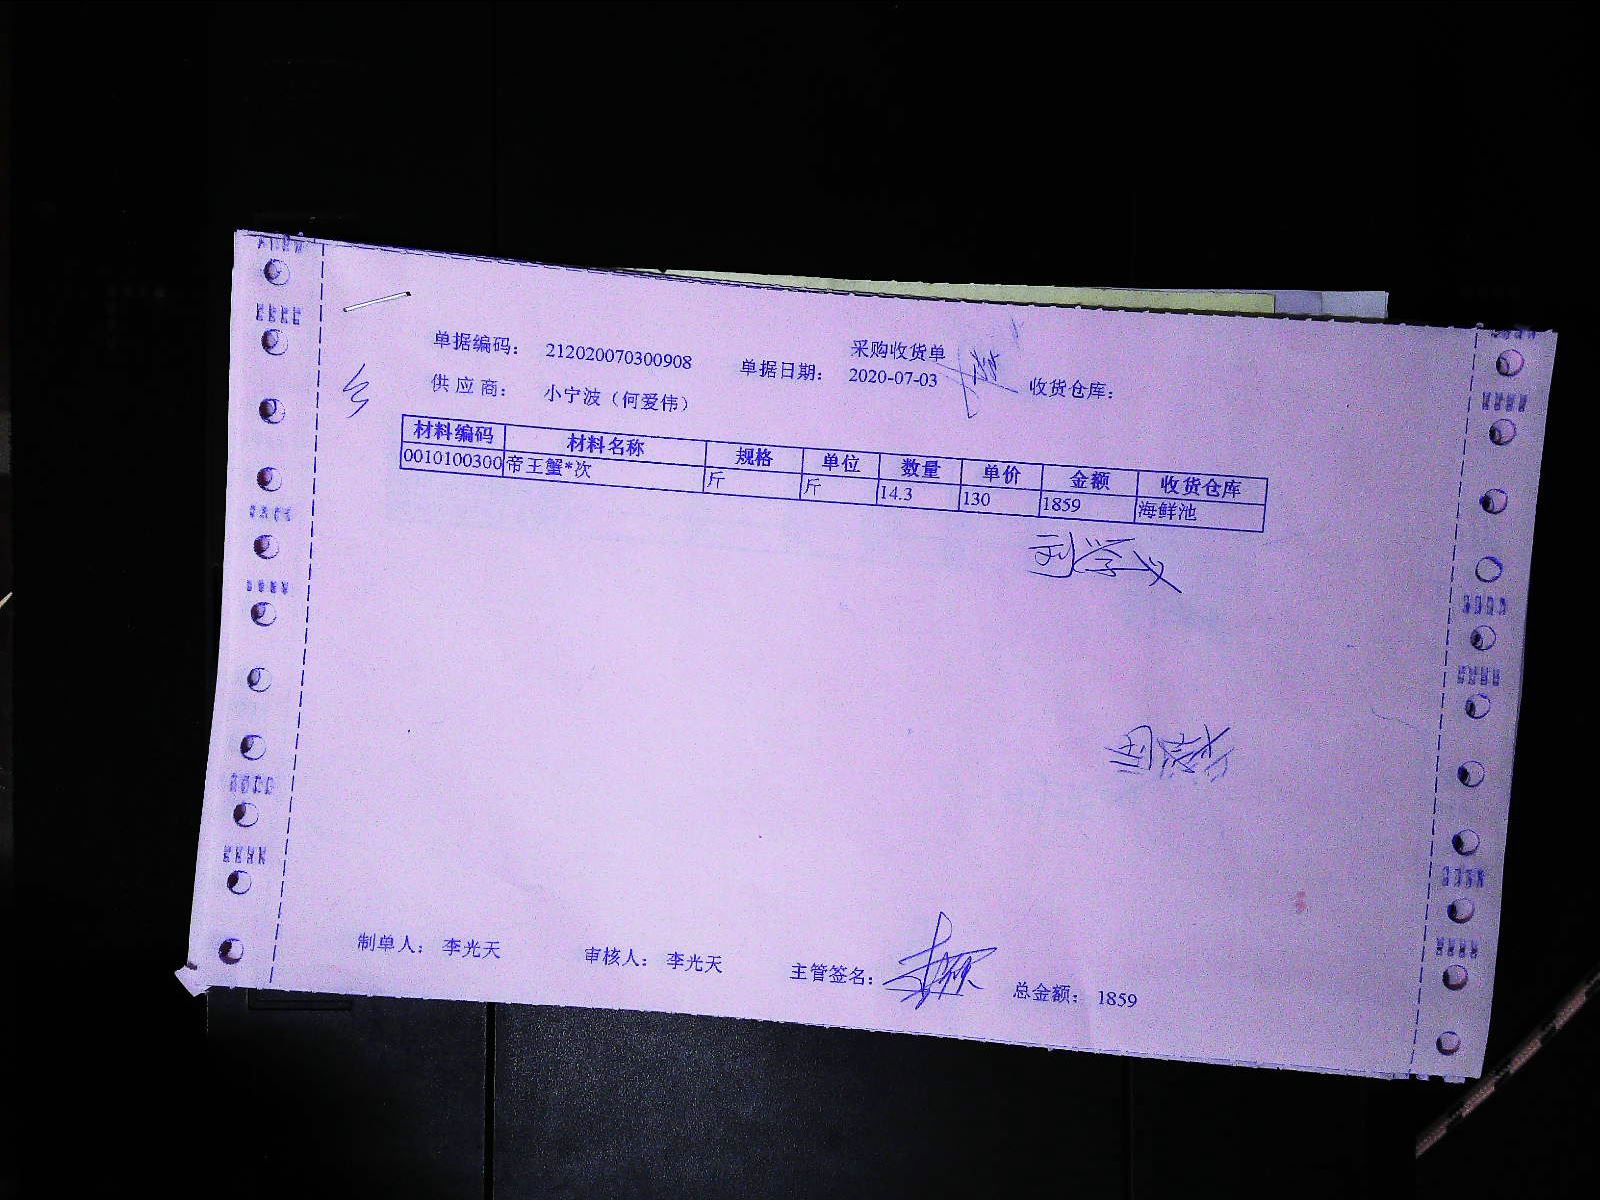 采购收货单
单据编码: 212020070300908 单据日期: 2020-07-03 收货仓库:
供应商: 小宁波（何爱伟）
材料编码 材料名称 规格 单位 数量 单价 金额 收货仓库
0010100300 帝王蟹*次 斤 斤 14.3 130 1859 海鲜池
刘学义
制单人: 李光天 审核人: 李光天 主管签名: 总金额: 1859